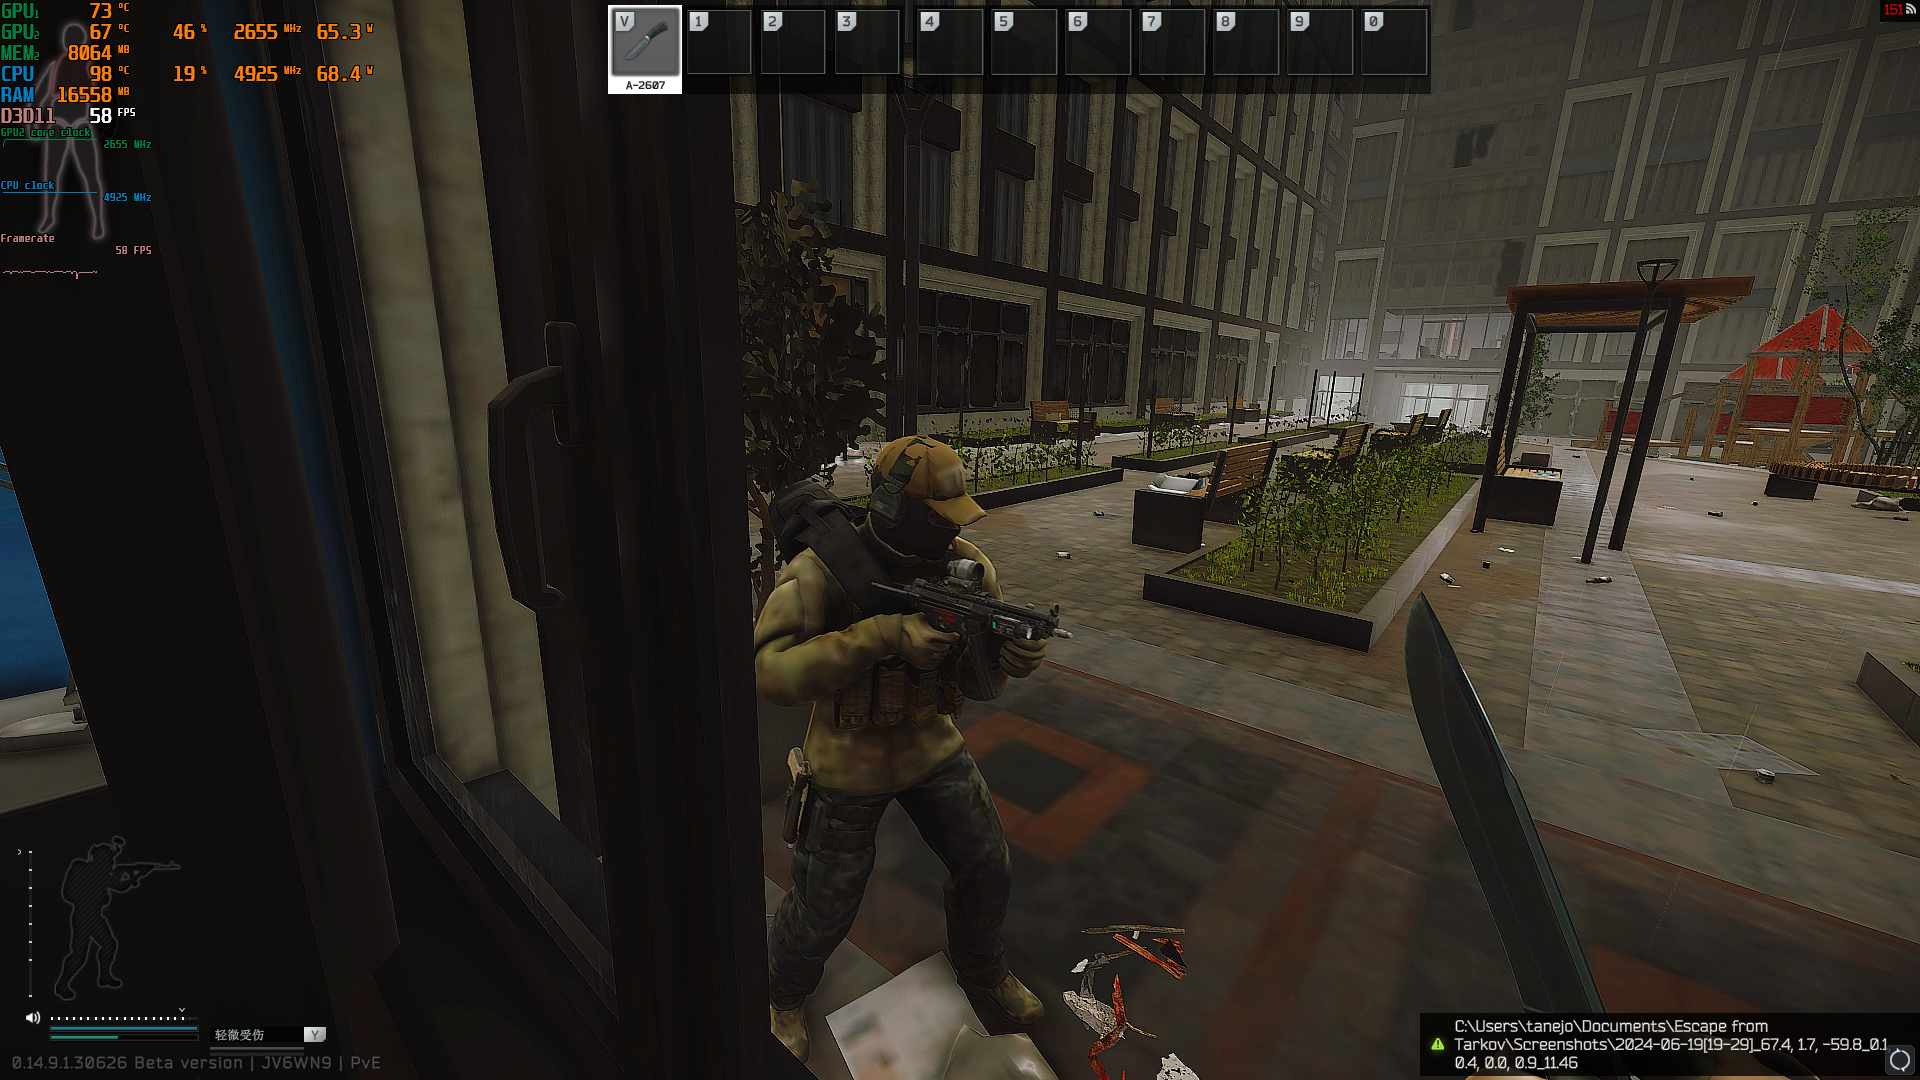 GPU1 73 °C
GPU2 67 °C 46 % 2655 MHz 65.3 W
MEM2 8064 MB
CPU 98 °C 19 % 4925 MHz 68.4 W
RAM 16558 MB
D3D11 58 FPS
GPU2 core clock
2655 MHz
CPU clock
4925 MHz
Framerate
58 FPS
V 1 2 3 4 5 6 7 8 9 0
A-2607
151
轻微受伤 Y
0.14.9.1.30626 Beta version | JV6WN9 | PvE
C:\Users\tanejo\Documents\Escape from
Tarkov\Screenshots\2024-06-19[19-29]_67.4, 1.7, -59.8_0.1
0.4, 0.0, 0.9_11.46